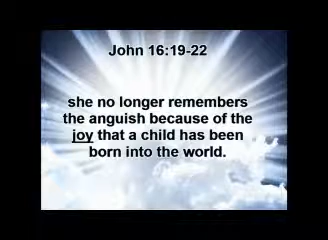 John 16:19-22
she no longer remembers
the anguish because of the
joy that a child has been
born into the world.